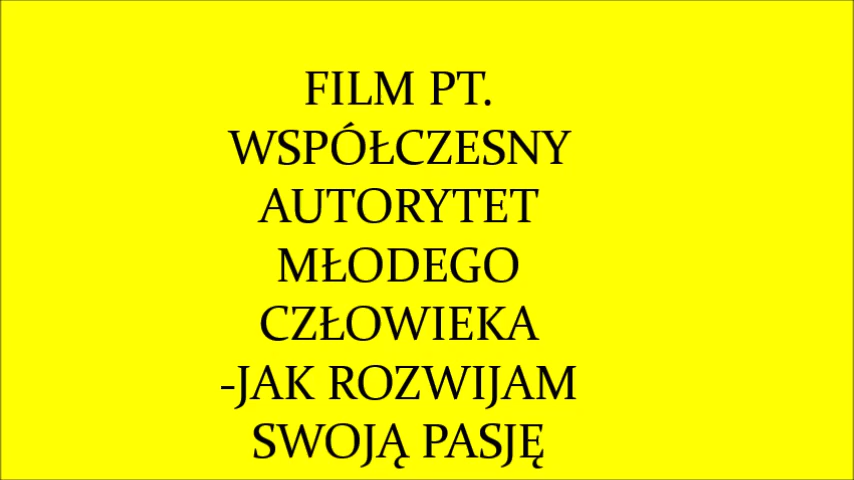 FILM PT.
WSPÓŁCZESNY
AUTORYTET
MŁODEGO
CZŁOWIEKA
-JAK ROZWIJAM
SWOJĄ PASJĘ